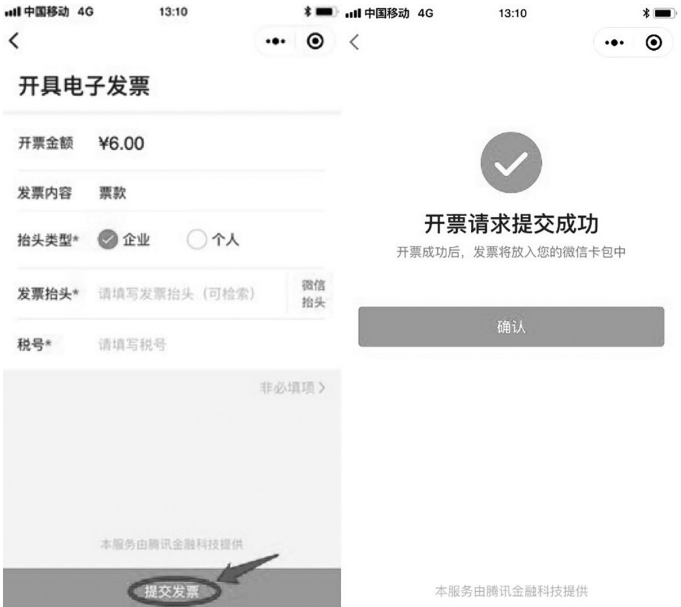 中国移动 4G 13:10
开具电子发票
开票金额 ¥6.00
发票内容 票款
抬头类型* 企业 个人
发票抬头* 请填写发票抬头（可检索） 微信
抬头
税号* 请填写税号
非必填项
本服务由腾讯金融科技提供
提交发票
中国移动 4G 13:10
开票请求提交成功
开票成功后，发票将放入您的微信卡包中
确认
本服务由腾讯金融科技提供